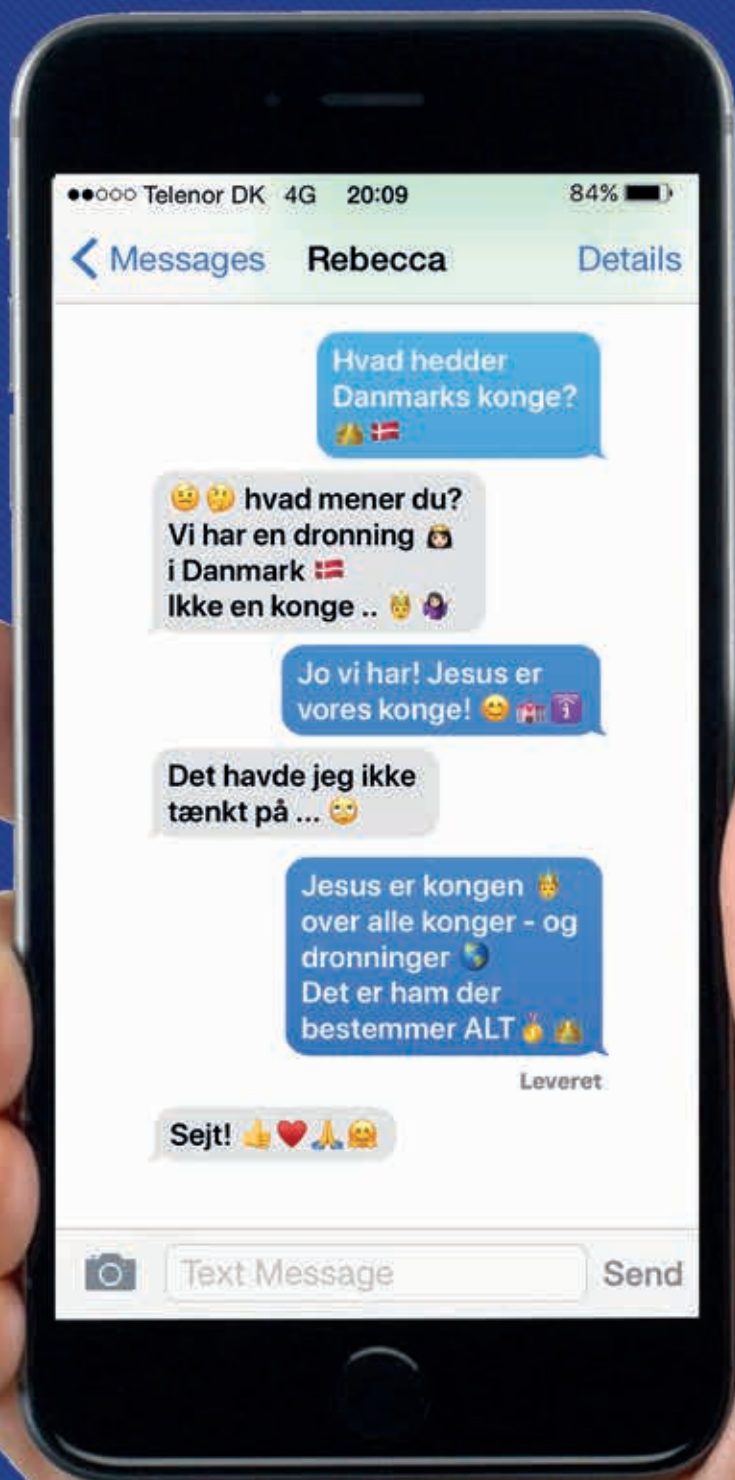 ●●○○○ Telenor DK 4G 20:09 84%
Messages Rebecca Details
Hvad hedder
Danmarks konge?
👑🇩🇰
🤨🤔 hvad mener du?
Vi har en dronning 👸🏻
i Danmark 🇩🇰
Ikke en konge .. 🤴🤷🏽‍♀️
Jo vi har! Jesus er
vores konge! 😊🏩🛐
Det havde jeg ikke
tænkt på ... 🙄
Jesus er kongen 🤴
over alle konger - og
dronninger 🌎
Det er ham der
bestemmer ALT🥇👑
Leveret
Sejt! 👍❤️🙏🤗
Text Message Send